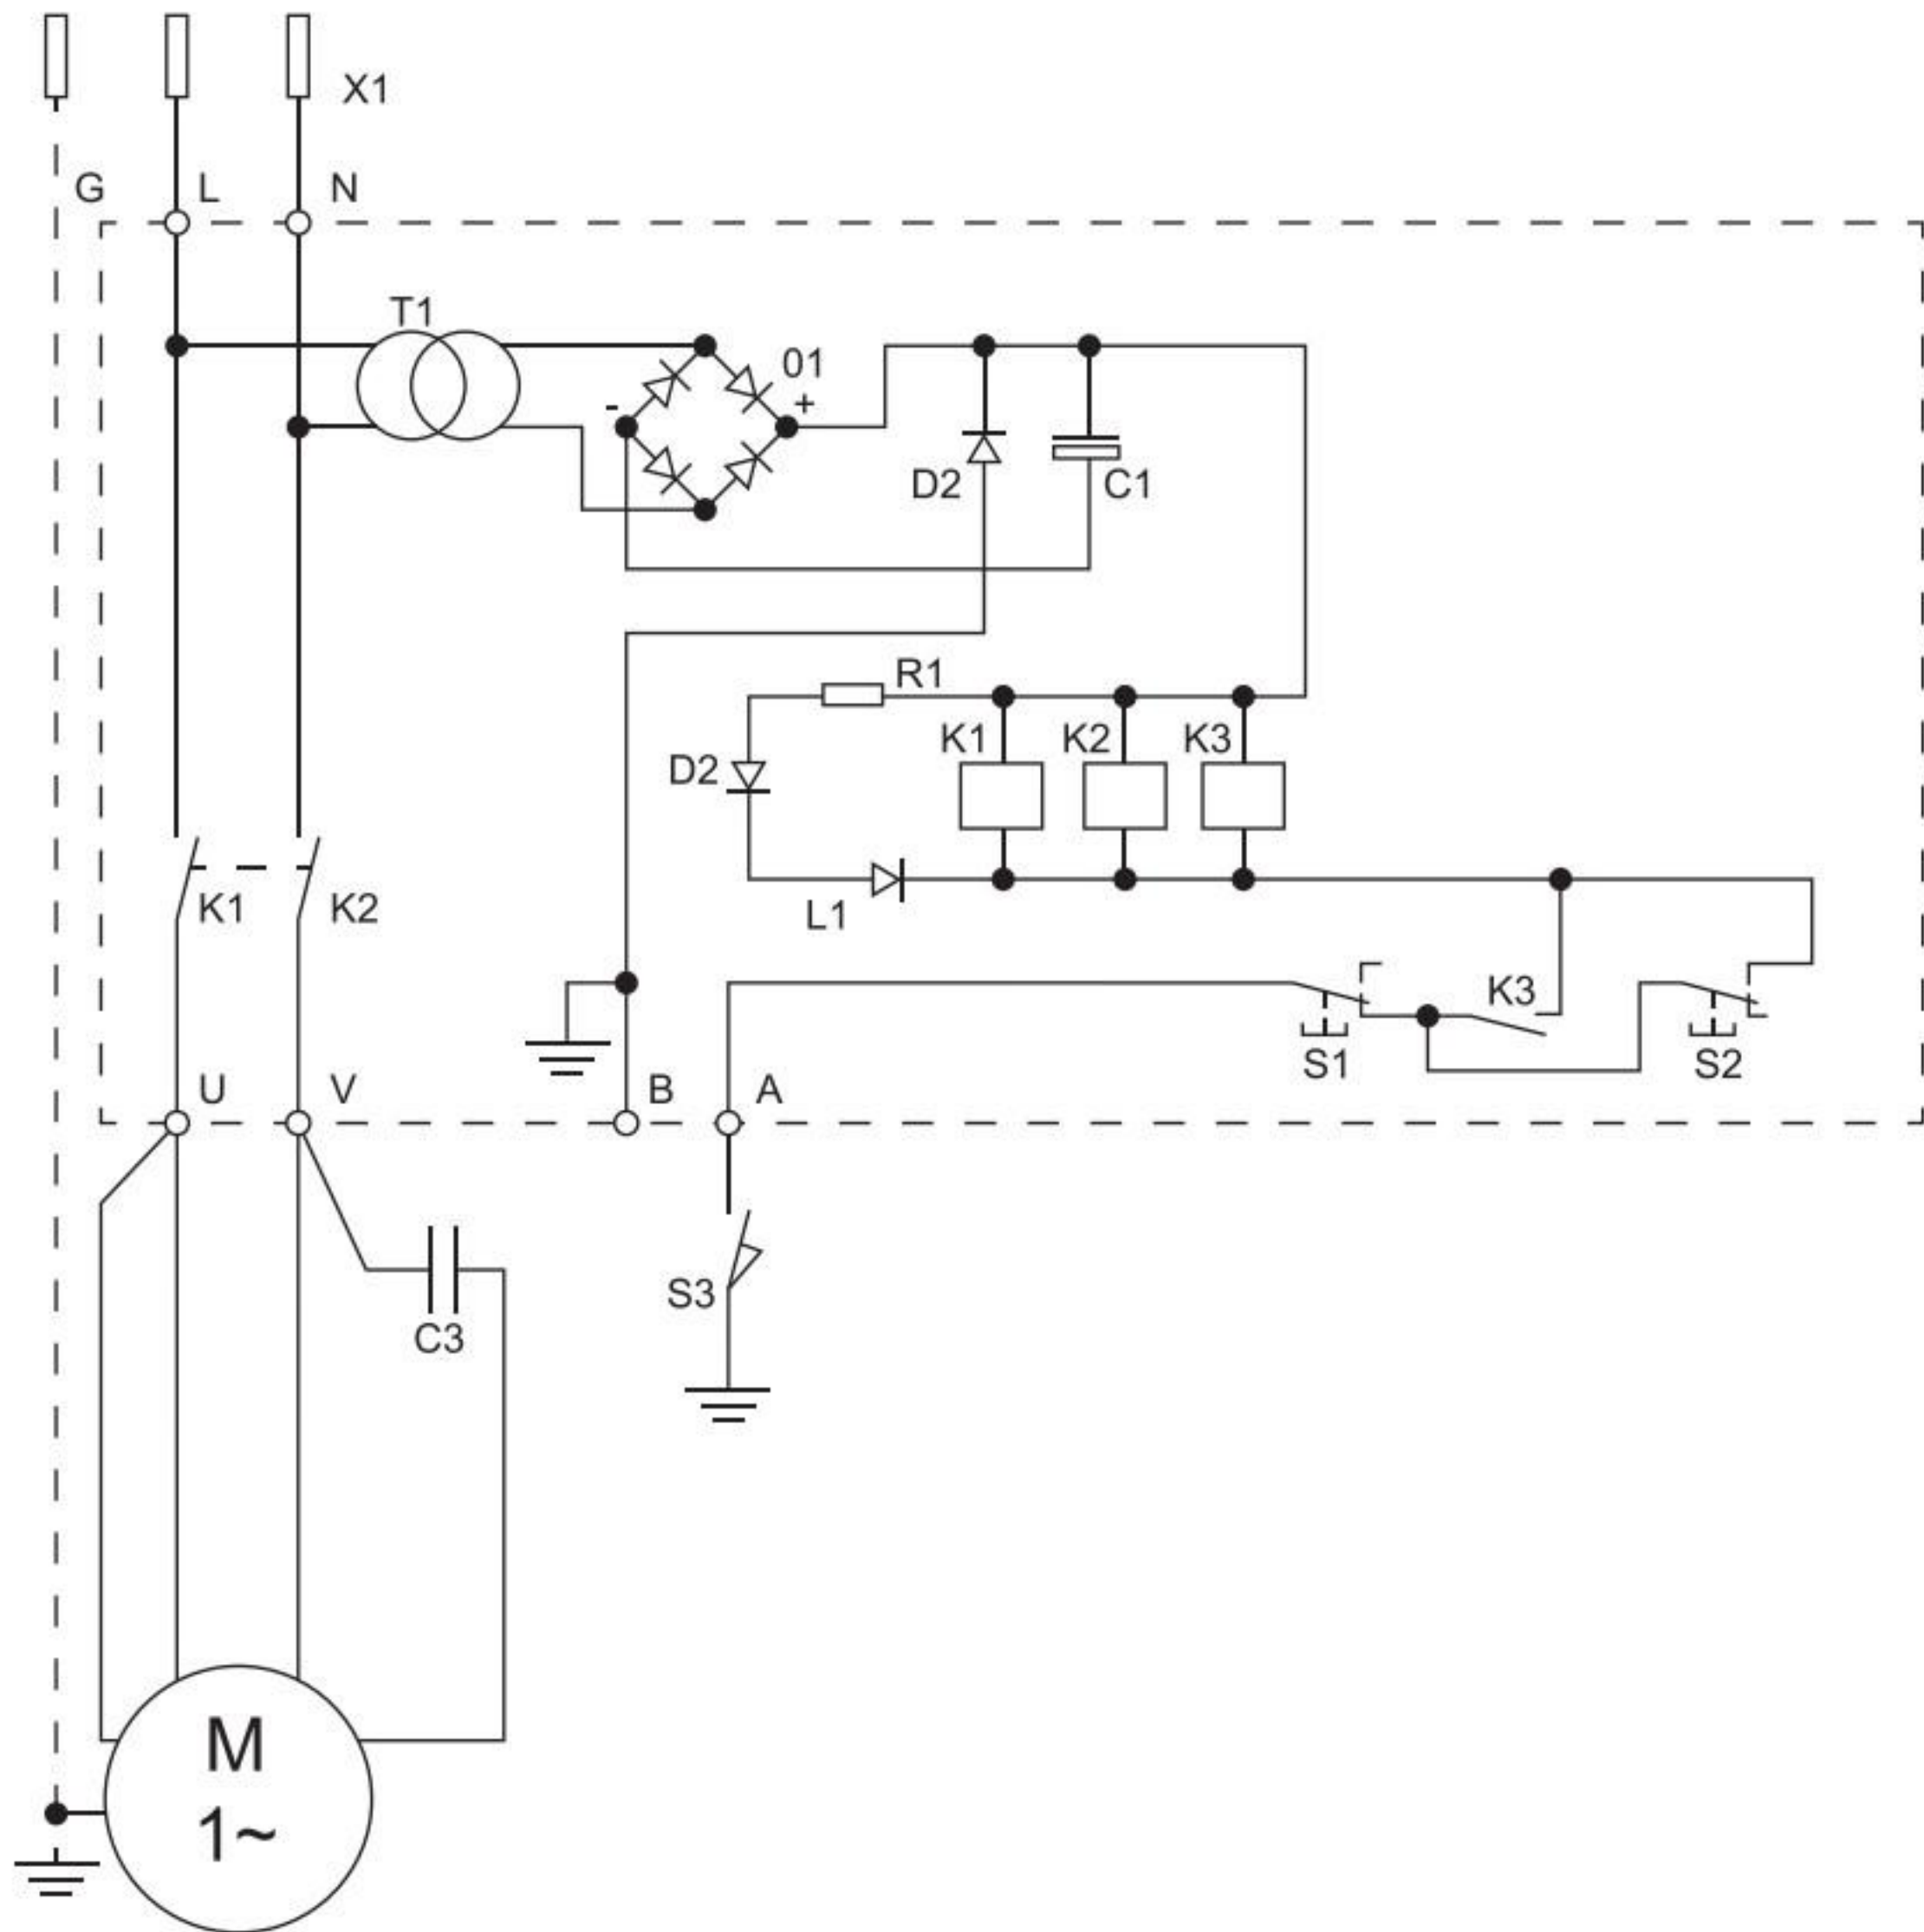 X1
G L N
T1
01
- +
D2 C1
R1
K1 K2 K3
D2
K1 K2
L1
K3
S1 S2
U V B A
S3
C3
M
1~